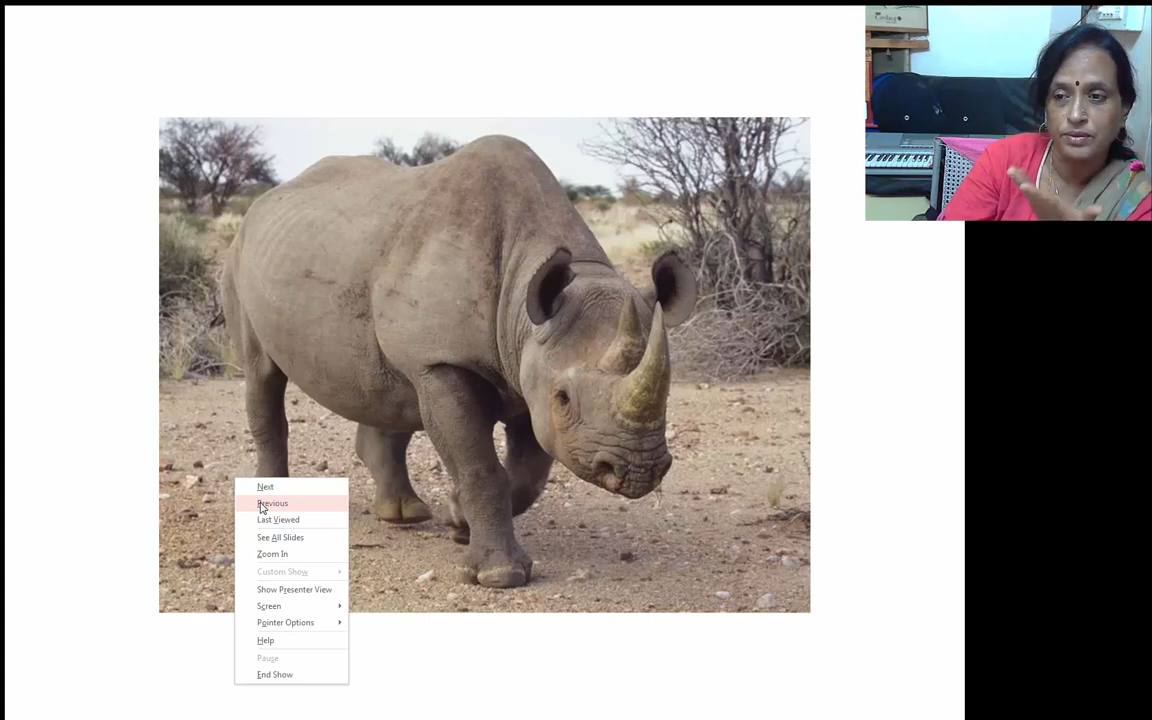 Next
Previous
Last Viewed
See All Slides
Zoom In
Custom Show
Show Presenter View
Screen
Pointer Options
Help
Pause
End Show